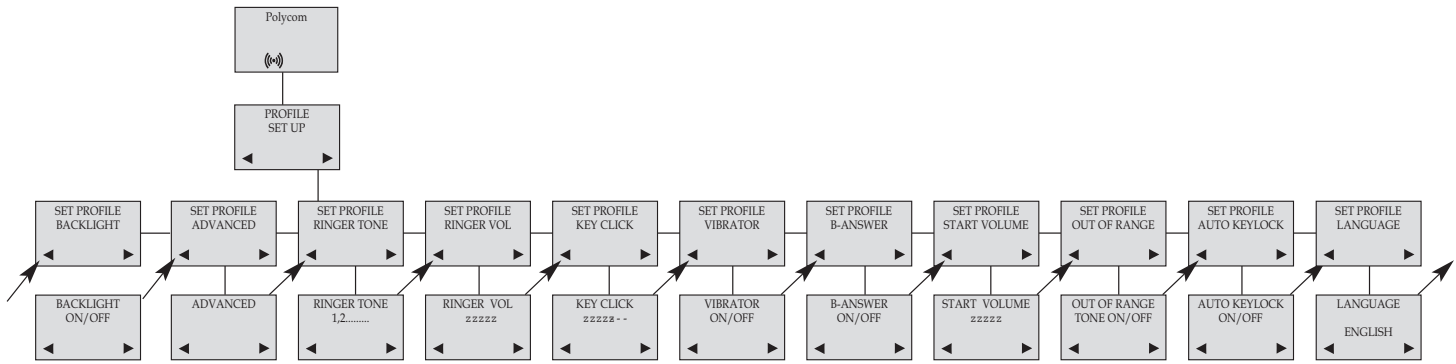 Polycom
PROFILE
SET UP
SET PROFILE
BACKLIGHT
SET PROFILE
ADVANCED
SET PROFILE
RINGER TONE
SET PROFILE
RINGER VOL
SET PROFILE
KEY CLICK
SET PROFILE
VIBRATOR
SET PROFILE
B-ANSWER
SET PROFILE
START VOLUME
SET PROFILE
OUT OF RANGE
SET PROFILE
AUTO KEYLOCK
SET PROFILE
LANGUAGE
BACKLIGHT
ON/OFF
ADVANCED
RINGER TONE
1,2.........
RINGER VOL
zzzzz
KEY CLICK
zzzzz--
VIBRATOR
ON/OFF
B-ANSWER
ON/OFF
START VOLUME
zzzzz
OUT OF RANGE
TONE ON/OFF
AUTO KEYLOCK
ON/OFF
LANGUAGE
ENGLISH